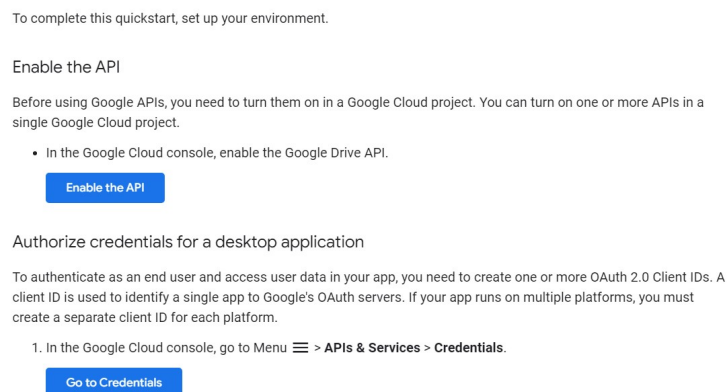 To complete this quickstart, set up your environment.
Enable the API
Before using Google APIs, you need to turn them on in a Google Cloud project. You can turn on one or more APIs in a
single Google Cloud project.
• In the Google Cloud console, enable the Google Drive API.
Enable the API
Authorize credentials for a desktop application
To authenticate as an end user and access user data in your app, you need to create one or more OAuth 2.0 Client IDs. A
client ID is used to identify a single app to Google's OAuth servers. If your app runs on multiple platforms, you must
create a separate client ID for each platform.
1. In the Google Cloud console, go to Menu > APIs & Services > Credentials.
Go to Credentials